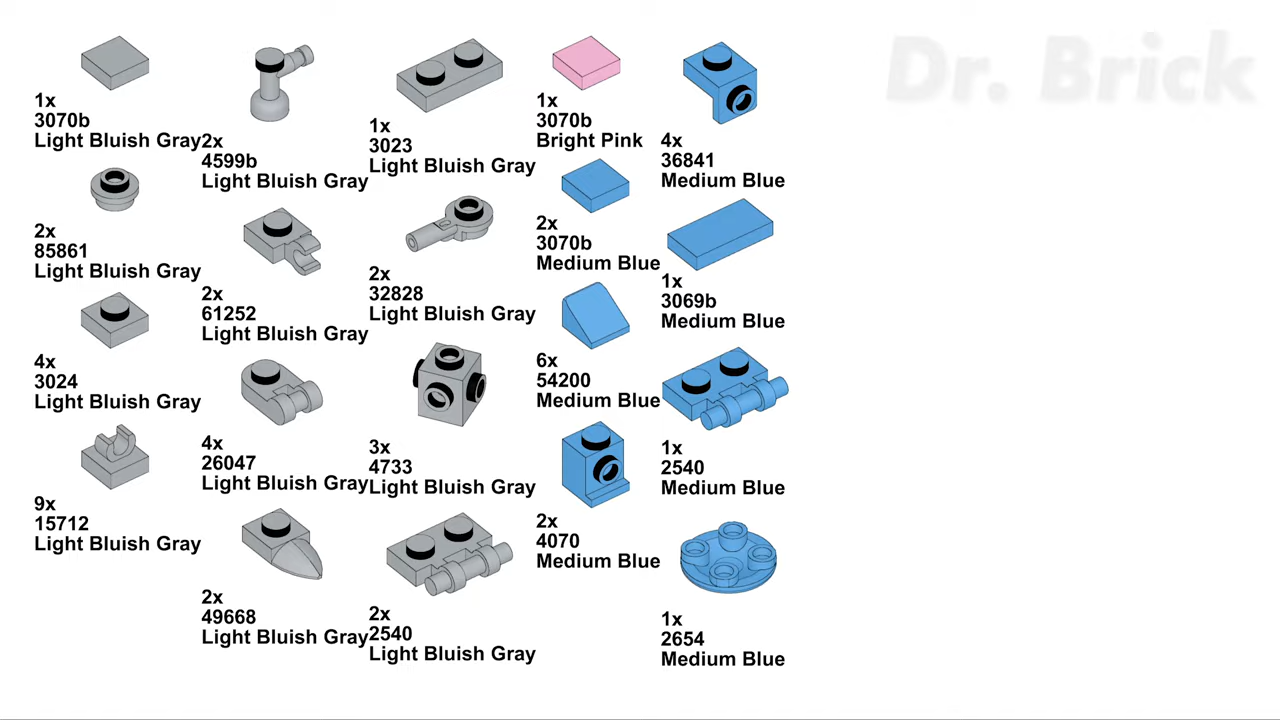 Dr. Brick
1x
3070b
Light Bluish Gray
2x
85861
Light Bluish Gray
4x
3024
Light Bluish Gray
9x
15712
Light Bluish Gray
2x
4599b
Light Bluish Gray
2x
61252
Light Bluish Gray
4x
26047
Light Bluish Gray
2x
49668
Light Bluish Gray
1x
3023
Light Bluish Gray
2x
32828
Light Bluish Gray
3x
4733
Light Bluish Gray
2x
2540
Light Bluish Gray
1x
3070b
Bright Pink
2x
3070b
Medium Blue
6x
54200
Medium Blue
2x
4070
Medium Blue
4x
36841
Medium Blue
1x
3069b
Medium Blue
1x
2540
Medium Blue
1x
2654
Medium Blue